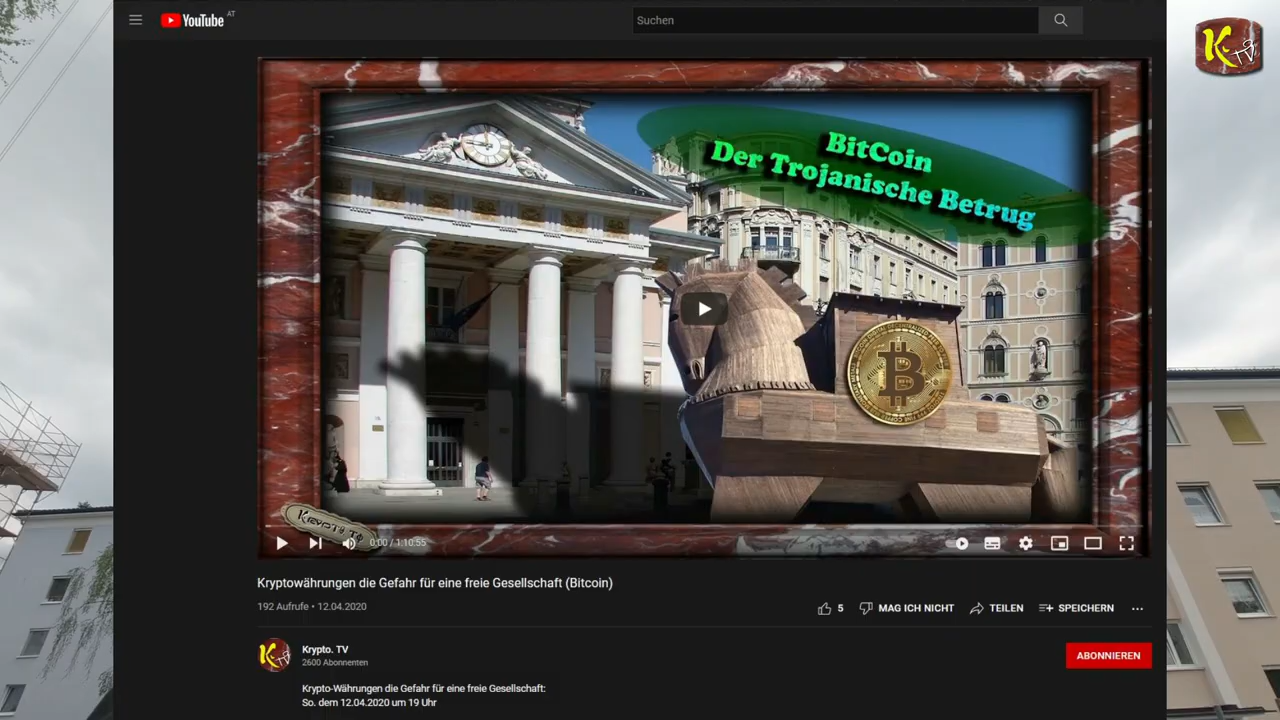 YouTube AT
Suchen
K TV
BitCoin
Der Trojanische Betrug
Krypto TV
0:00 / 1:10:55
Kryptowährungen die Gefahr für eine freie Gesellschaft (Bitcoin)
192 Aufrufe • 12.04.2020
5 MAG ICH NICHT TEILEN SPEICHERN ...
K TV
Krypto. TV
2600 Abonnenten
ABONNIEREN
Krypto-Währungen die Gefahr für eine freie Gesellschaft:
So. dem 12.04.2020 um 19 Uhr